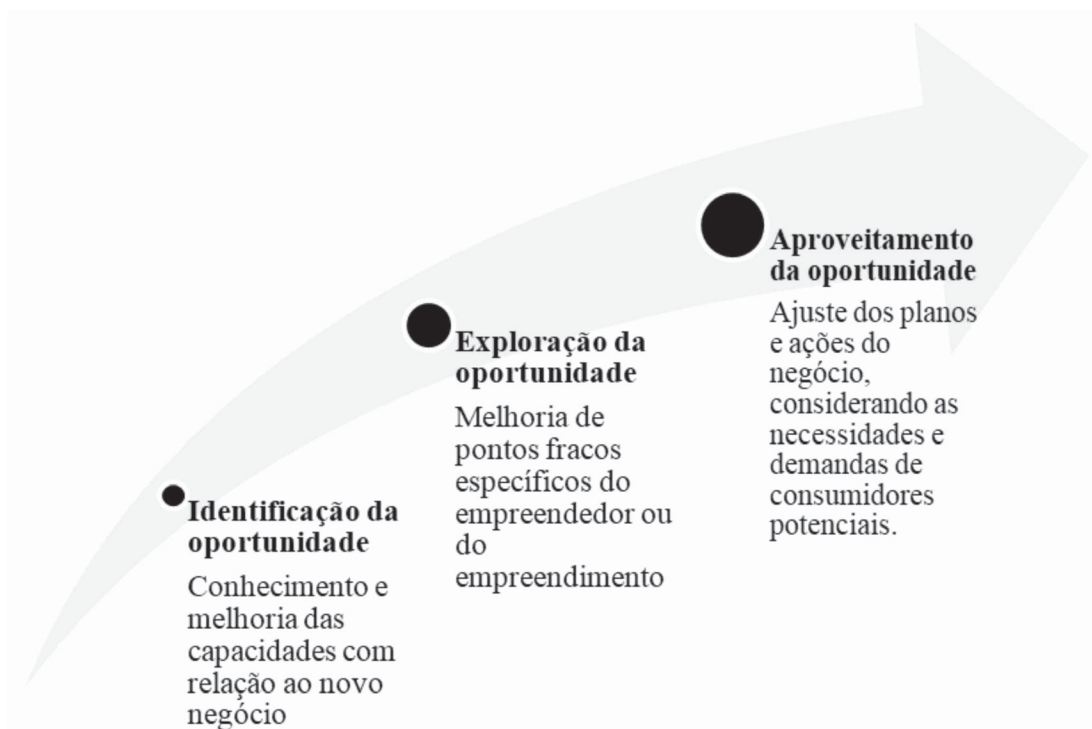 Identificação da
oportunidade
Conhecimento e
melhoria das
capacidades com
relação ao novo
negócio
Exploração da
oportunidade
Melhoria de
pontos fracos
específicos do
empreendedor ou
do
empreendimento
Aproveitamento
da oportunidade
Ajuste dos planos
e ações do
negócio,
considerando as
necessidades e
demandas de
consumidores
potenciais.